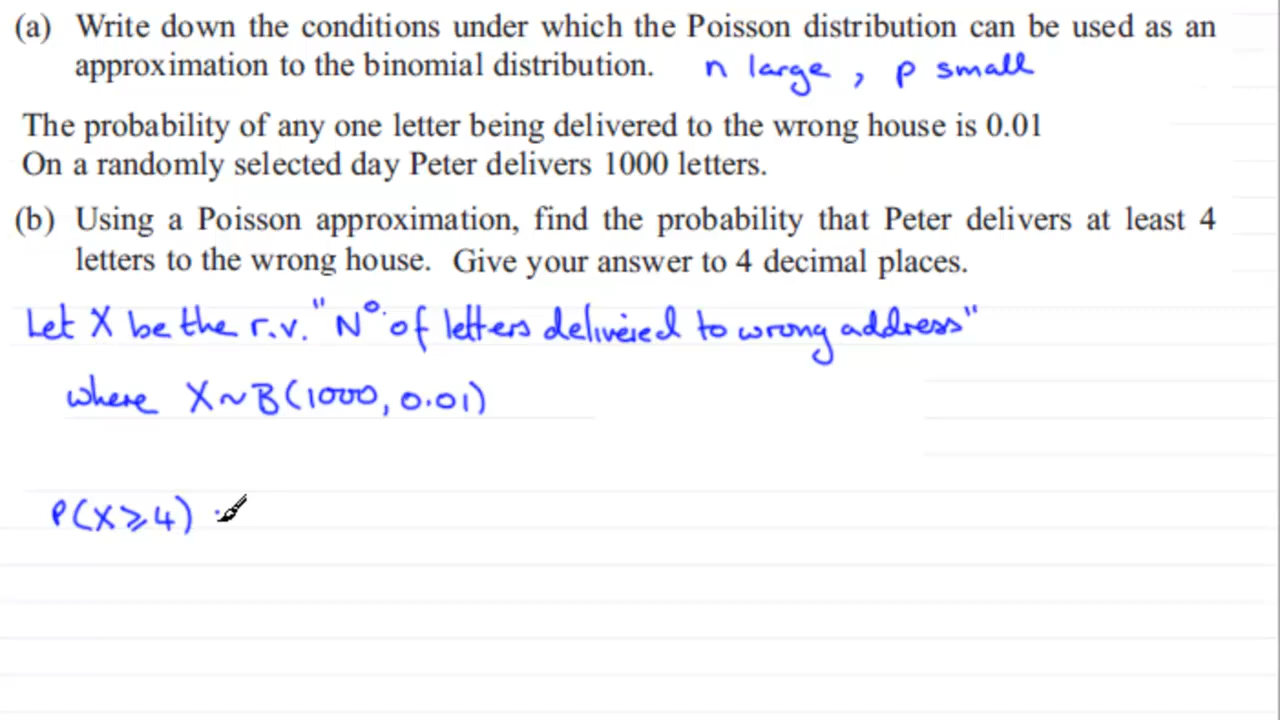 (a) Write down the conditions under which the Poisson distribution can be used as an
approximation to the binomial distribution. n large, p small
The probability of any one letter being delivered to the wrong house is 0.01
On a randomly selected day Peter delivers 1000 letters.
(b) Using a Poisson approximation, find the probability that Peter delivers at least 4
letters to the wrong house. Give your answer to 4 decimal places.
Let X be the r.v. "Nº. of letters delivered to wrong address"
where X~B(1000, 0.01)
P(X⩾4)